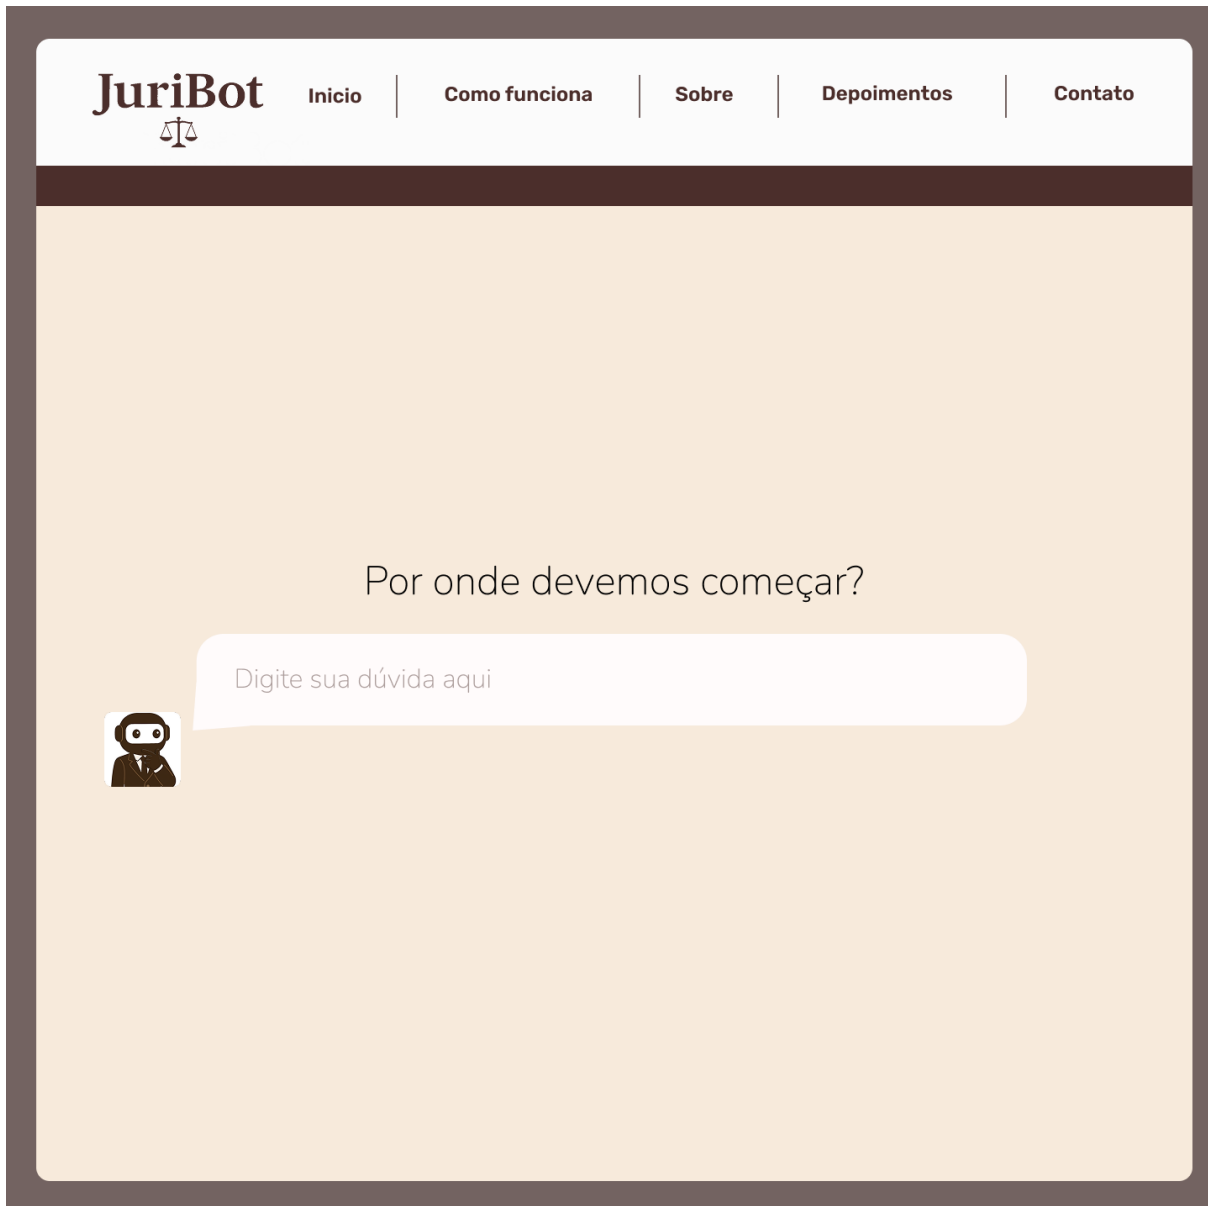 JuriBot
Inicio
Como funciona
Sobre
Depoimentos
Contato
Por onde devemos começar?
Digite sua dúvida aqui